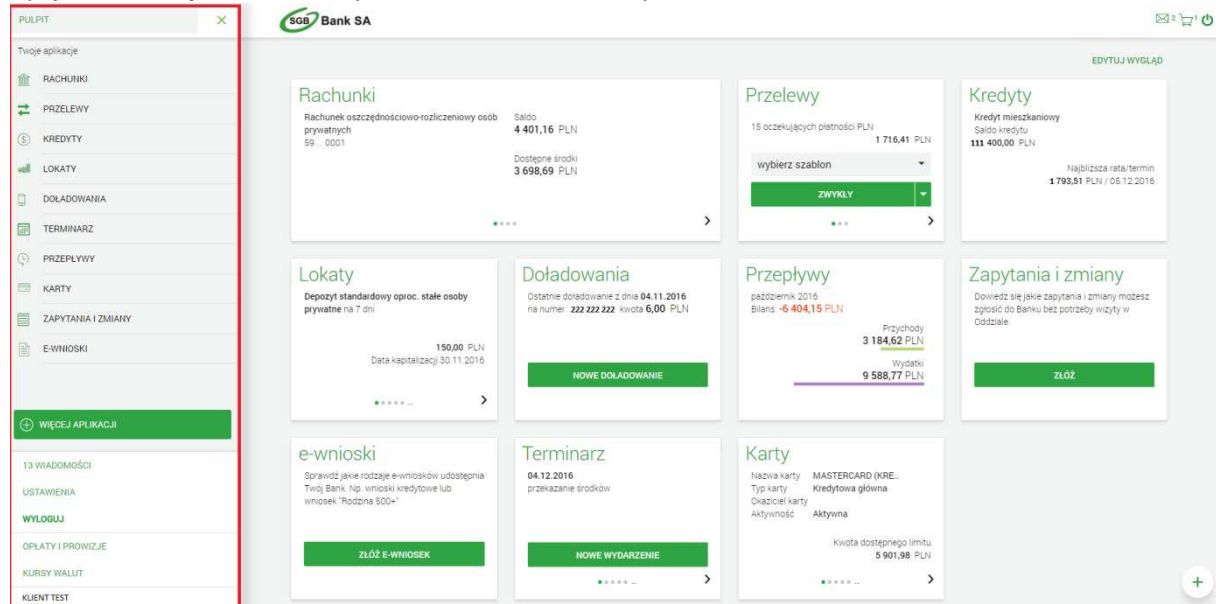 PULPIT
Twoje aplikacje
RACHUNKI
PRZELEWY
KREDYTY
LOKATY
DOŁADOWANIA
TERMINARZ
PRZEPŁYWY
KARTY
ZAPYTANIA I ZMIANY
E-WNIOSKI
WIĘCEJ APLIKACJI
13 WIADOMOŚCI
USTAWIENIA
WYLOGUJ
OPŁATY I PROWIZJE
KURSY WALUT
KLIENT TEST
SGB Bank SA
2 1
EDYTUJ WYGLĄD
Rachunki
Rachunek oszczędnościowo-rozliczeniowy osób
prywatnych
59 ... 0001
Saldo
4 401,16 PLN
Dostępne środki
3 698,69 PLN
Przelewy
15 oczekujących płatności PLN
1 716,41 PLN
wybierz szablon
ZWYKŁY
Kredyty
Kredyt mieszkaniowy
Saldo kredytu
111 400,00 PLN
Najbliższa rata/termin
1 793,51 PLN / 05.12.2016
Lokaty
Depozyt standardowy oproc. stałe osoby
prywatne na 7 dni
150,00 PLN
Data kapitalizacji 30.11.2016
Doładowania
Ostatnie doładowanie z dnia 04.11.2016
na numer 222 222 222 kwota 6,00 PLN
NOWE DOŁADOWANIE
Przepływy
październik 2016
Bilans: -6 404,15 PLN
Przychody
3 184,62 PLN
Wydatki
9 588,77 PLN
Zapytania i zmiany
Dowiedz się jakie zapytania i zmiany możesz
zgłosić do Banku bez potrzeby wizyty w
Oddziale.
ZŁÓŻ
e-wnioski
Sprawdź jakie rodzaje e-wniosków udostępnia
Twój Bank. Np. wnioski kredytowe lub
wniosek "Rodzina 500+"
ZŁÓŻ E-WNIOSEK
Terminarz
04.12.2016
przekazanie środków
NOWE WYDARZENIE
Karty
Nazwa karty MASTERCARD (KRE...
Typ karty Kredytowa główna
Okaziciel karty
Aktywność Aktywna
Kwota dostępnego limitu
5 901,98 PLN